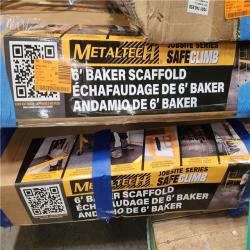 METALTECH
JOBSITE SERIES
SAFECLIMB
6' BAKER SCAFFOLD
ÉCHAFAUDAGE DE 6' BAKER
ANDAMIO DE 6' BAKER
METALTECH
JOBSITE SERIES
SAFECLIMB
6' BAKER SCAFFOLD
ÉCHAFAUDAGE DE 6' BAKER
ANDAMIO DE 6' BAKER